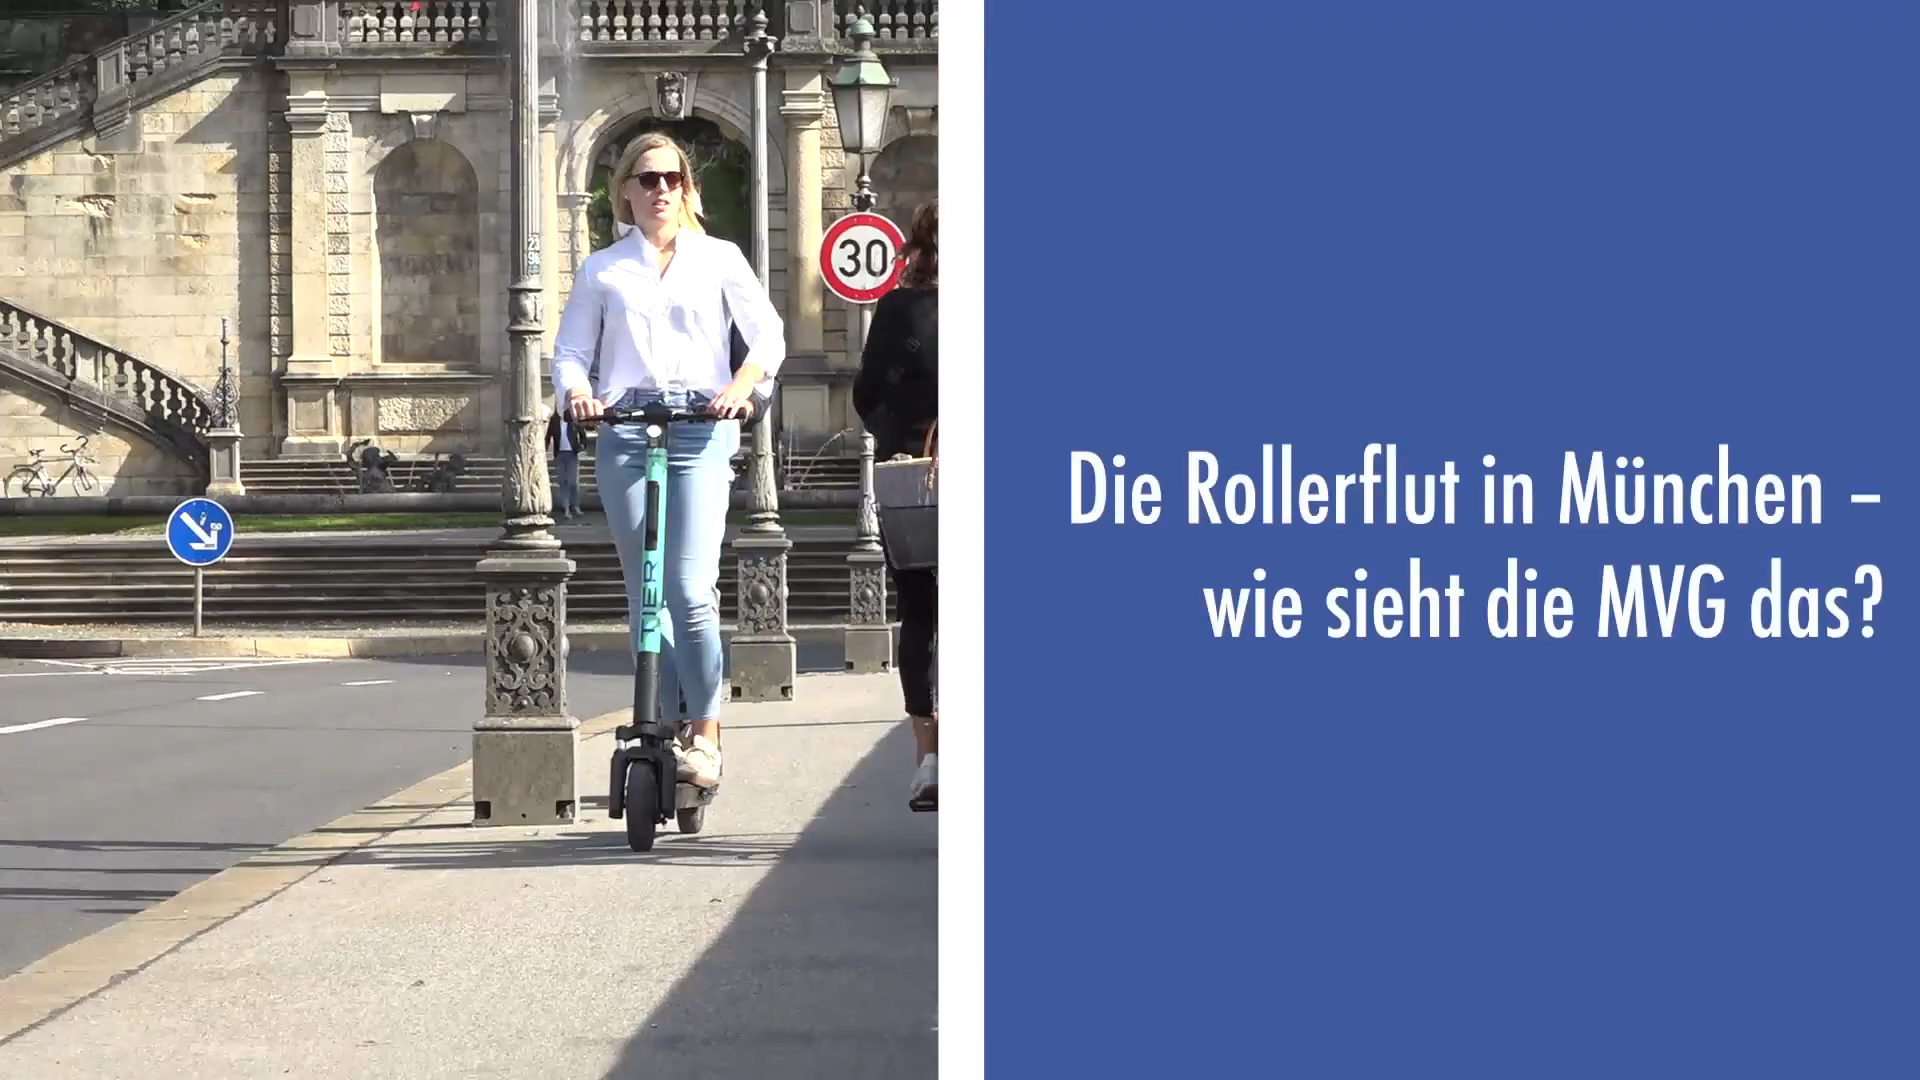 30
TIER
Die Rollerflut in München –
wie sieht die MVG das?